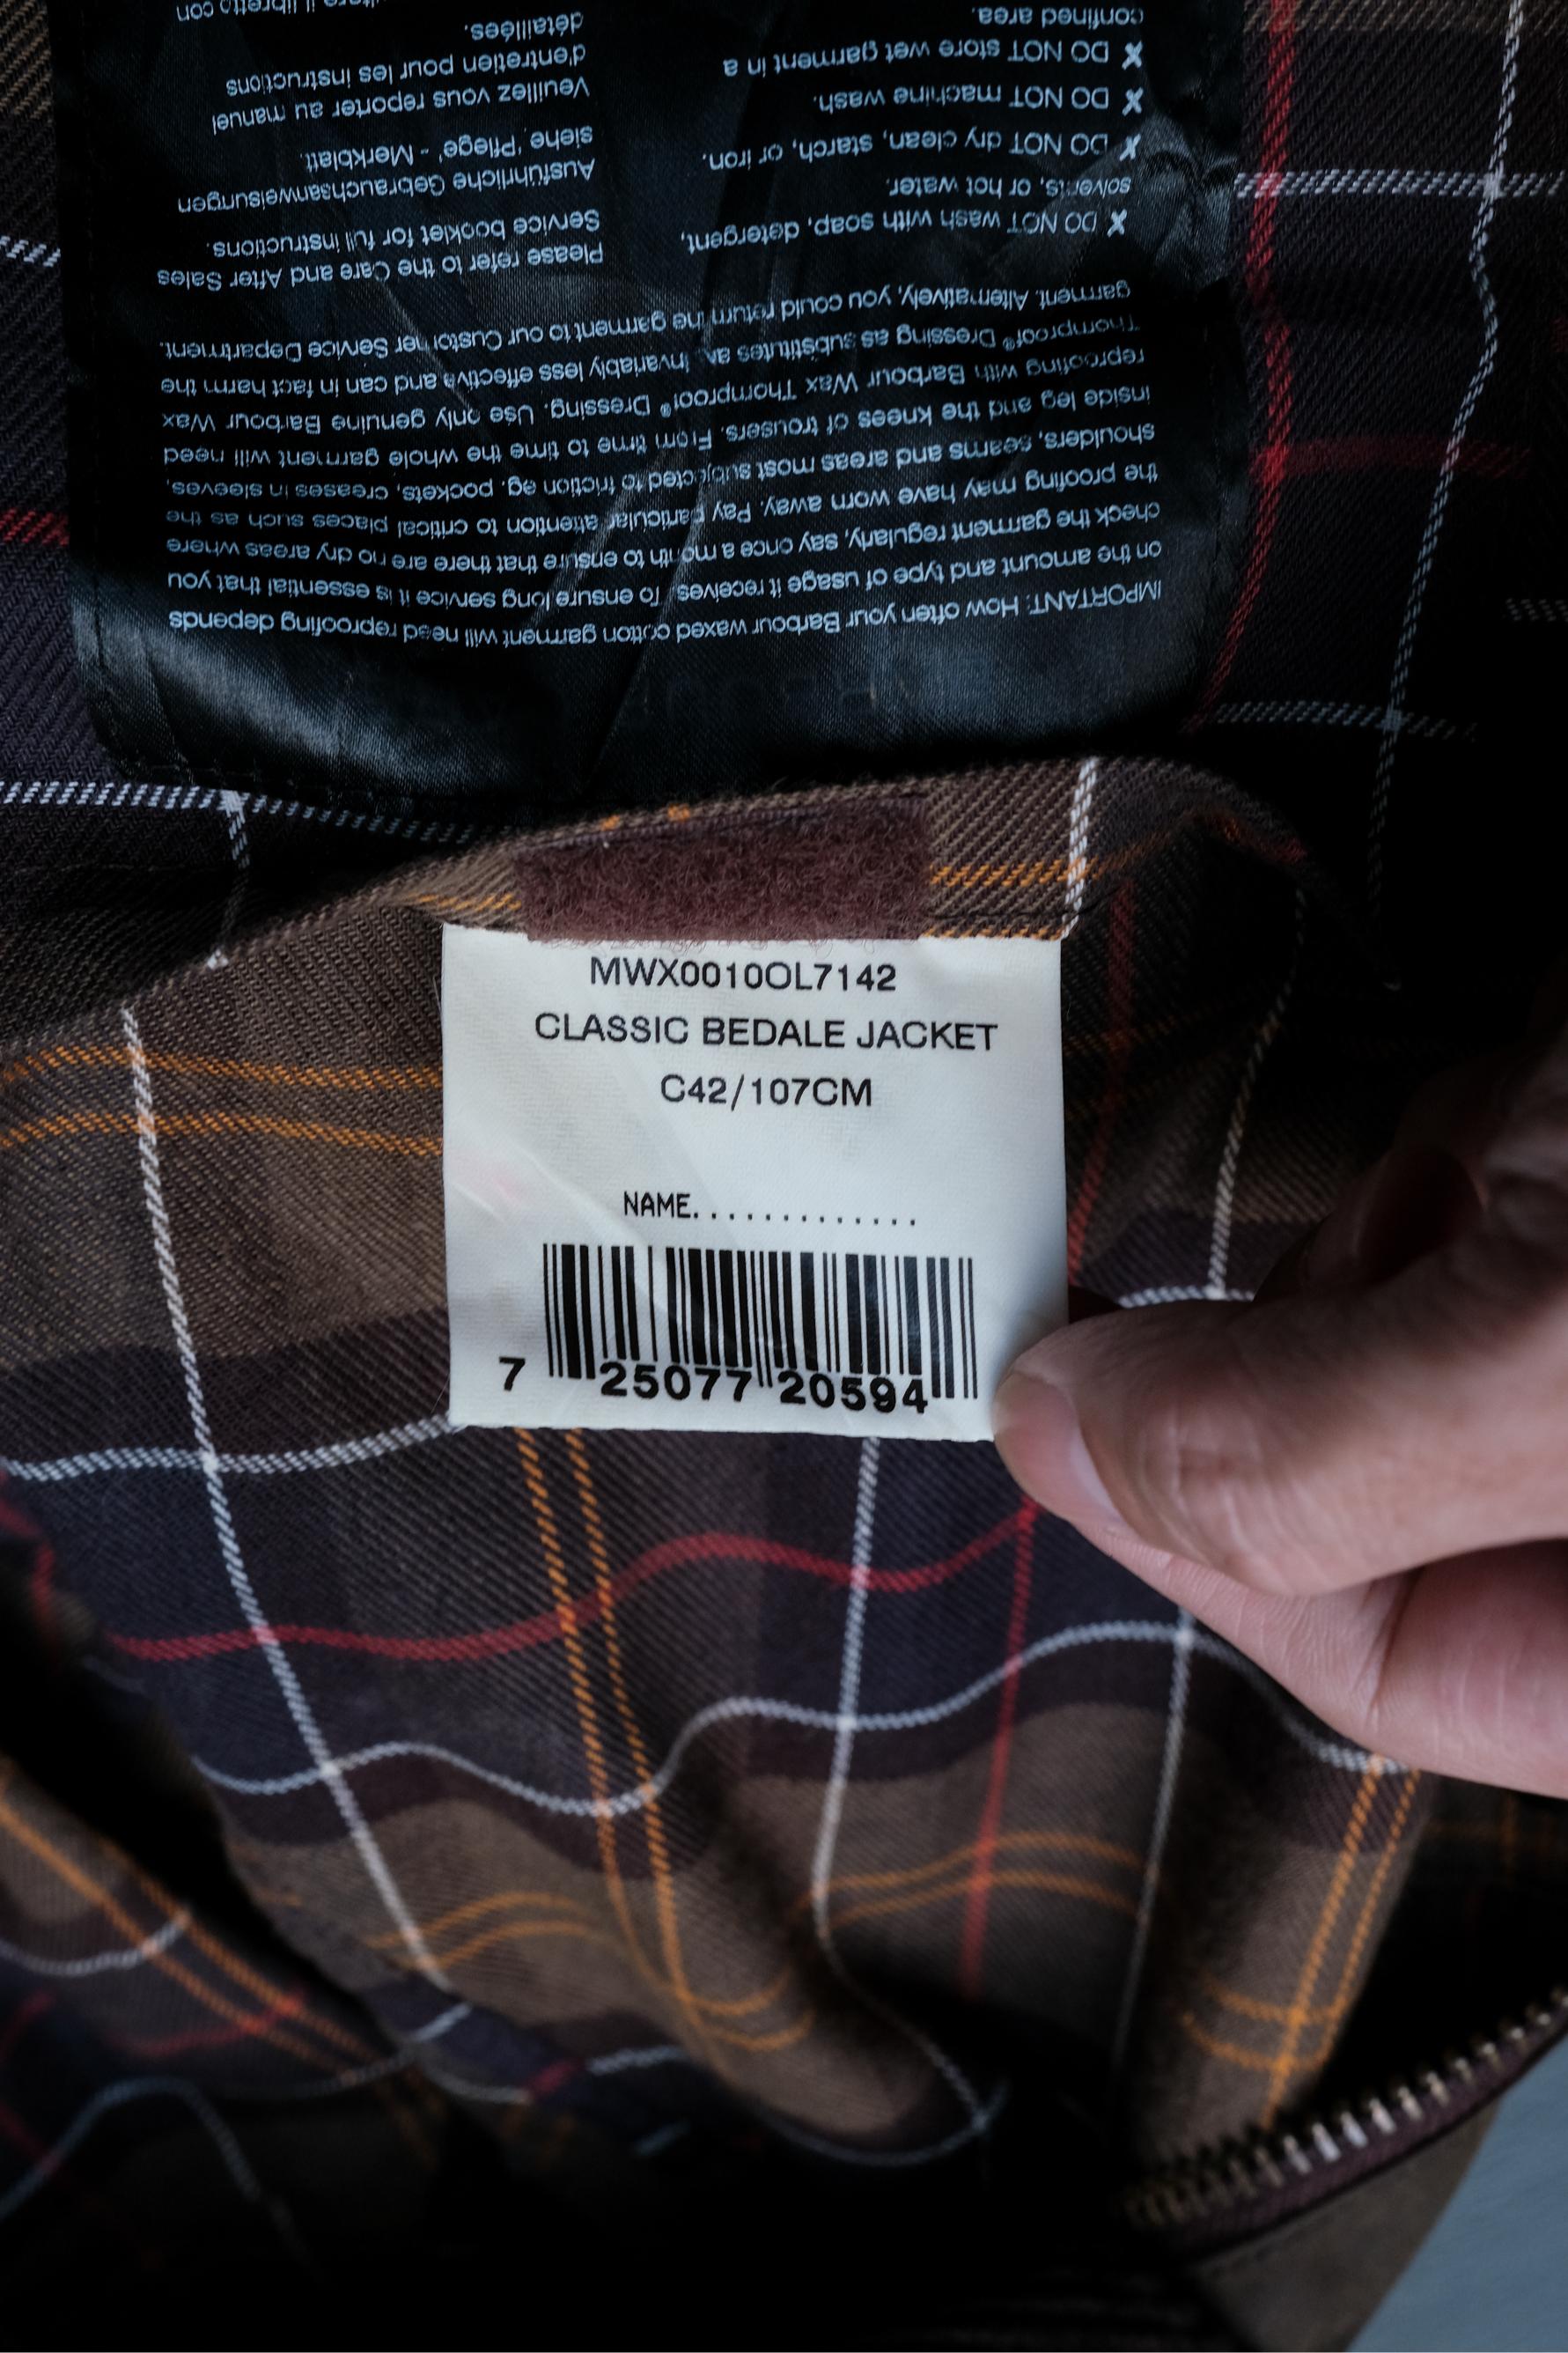 MWX0010OL7142
CLASSIC BEDALE JACKET
C42/107CM
NAME.............
7 25077 20594
IMPORTANT: How often your Barbour waxed cotton garment will need reproofing depends
on the amount and type of usage it receives. To ensure long service it is essential that you
check the garment regularly, say once a month to ensure that there are no dry areas where
the proofing may have worn away. Pay particular attention to critical places such as the
shoulders, seams and areas most subjected to friction eg. pockets, creases in sleeves,
inside leg and the knees of trousers. From time to time the whole garment will need
reproofing with Barbour Wax Thornproof® Dressing. Use only genuine Barbour Wax
Thornproof® Dressing as substitutes are invariably less effective and can in fact harm the
garment. Alternatively, you could return the garment to our Customer Service Department.
✗ DO NOT wash with soap, detergent,
solvents, or hot water.
✗ DO NOT dry clean, starch, or iron.
✗ DO NOT machine wash.
✗ DO NOT store wet garment in a
confined area.
Please refer to the Care and After Sales
Service booklet for full instructions.
Ausführliche Gebrauchsanweisungen
siehe 'Pflege' - Merkblatt.
Veuillez vous reporter au manuel
d'entretien pour les instructions
détaillées.
il libretto con